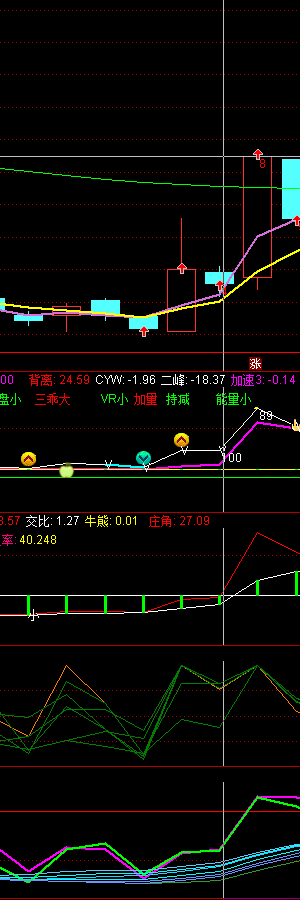 8
涨
00 背离: 24.59 CYW: -1.96 二峰: -18.37 加速3: -0.14
盘小 三乘大 VR小 加量 持减 能量小
89
00
3.57 交比: 1.27 牛熊: 0.01 庄角: 27.09
率: 40.248
小